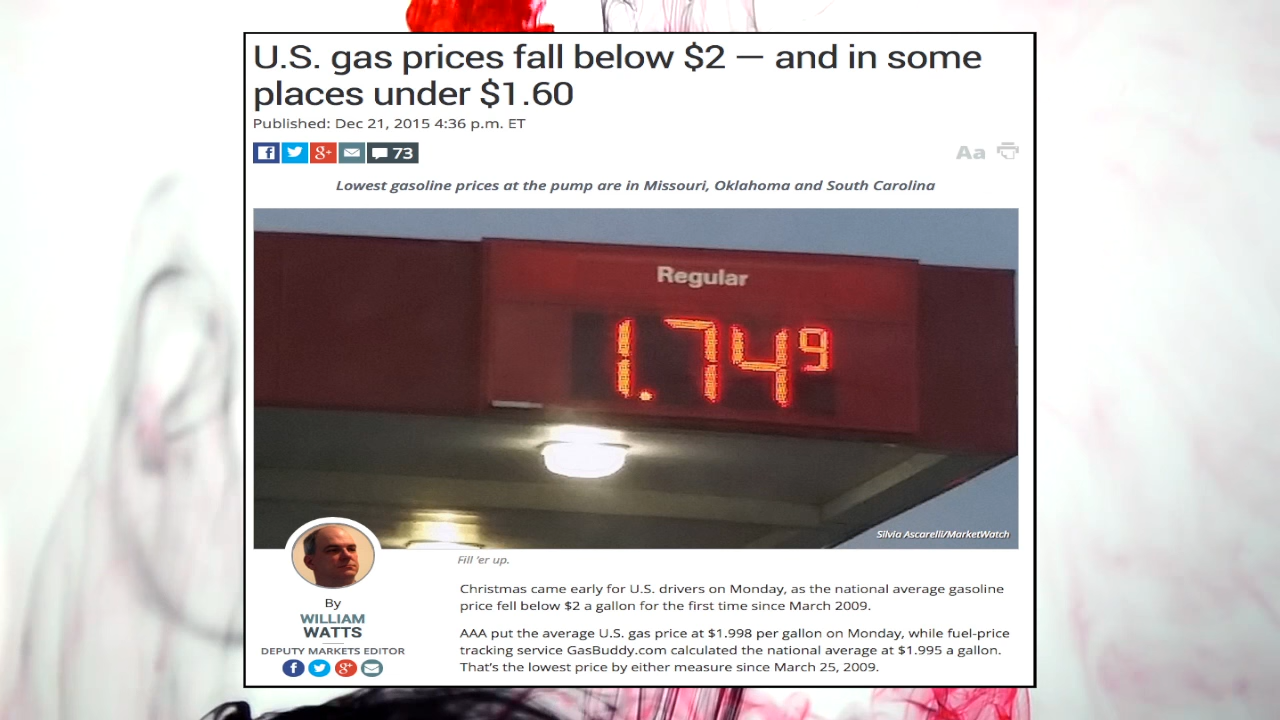 U.S. gas prices fall below $2 — and in some
places under $1.60
Published: Dec 21, 2015 4:36 p.m. ET
f 8+ 73
Aa
Lowest gasoline prices at the pump are in Missouri, Oklahoma and South Carolina
Regular
1.749
Silvia Ascarelli/MarketWatch
Fill 'er up.
By
WILLIAM
WATTS
DEPUTY MARKETS EDITOR
f 8+
Christmas came early for U.S. drivers on Monday, as the national average gasoline
price fell below $2 a gallon for the first time since March 2009.
AAA put the average U.S. gas price at $1.998 per gallon on Monday, while fuel-price
tracking service GasBuddy.com calculated the national average at $1.995 a gallon.
That's the lowest price by either measure since March 25, 2009.